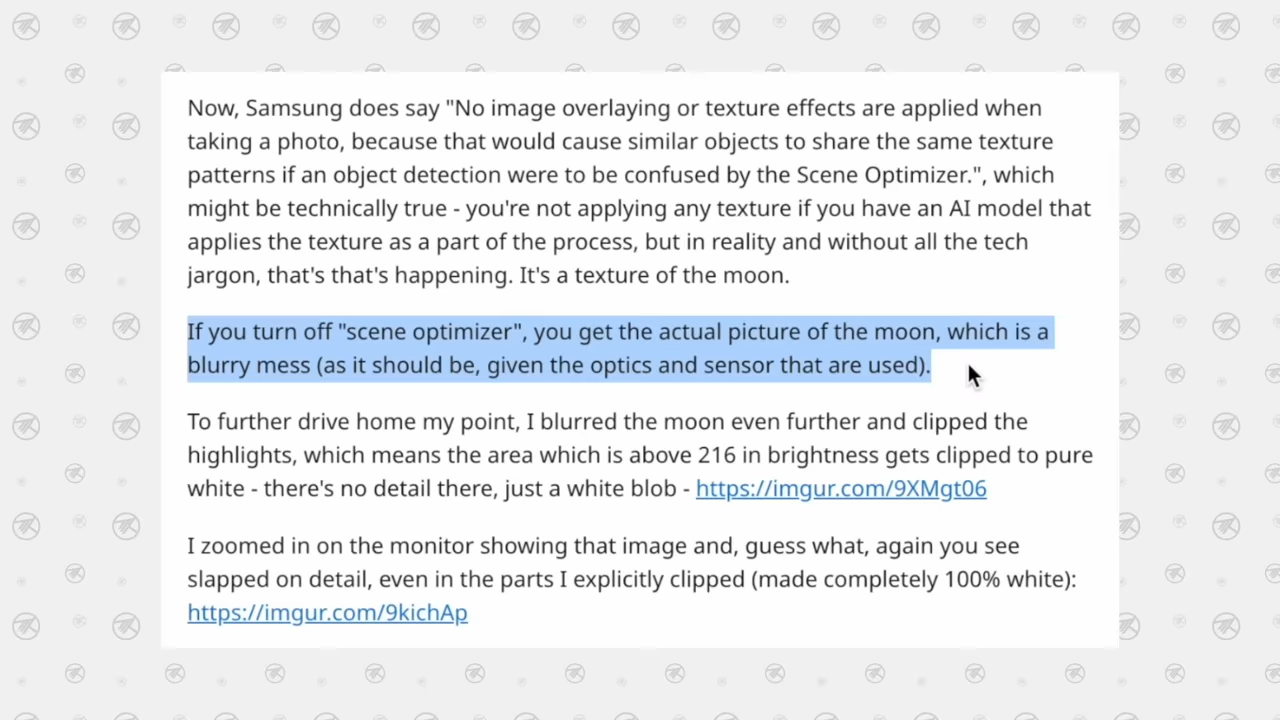 Now, Samsung does say "No image overlaying or texture effects are applied when
taking a photo, because that would cause similar objects to share the same texture
patterns if an object detection were to be confused by the Scene Optimizer.", which
might be technically true - you're not applying any texture if you have an AI model that
applies the texture as a part of the process, but in reality and without all the tech
jargon, that's that's happening. It's a texture of the moon.
If you turn off "scene optimizer", you get the actual picture of the moon, which is a
blurry mess (as it should be, given the optics and sensor that are used).
To further drive home my point, I blurred the moon even further and clipped the
highlights, which means the area which is above 216 in brightness gets clipped to pure
white - there's no detail there, just a white blob - https://imgur.com/9XMgt06
I zoomed in on the monitor showing that image and, guess what, again you see
slapped on detail, even in the parts I explicitly clipped (made completely 100% white):
https://imgur.com/9kichAp